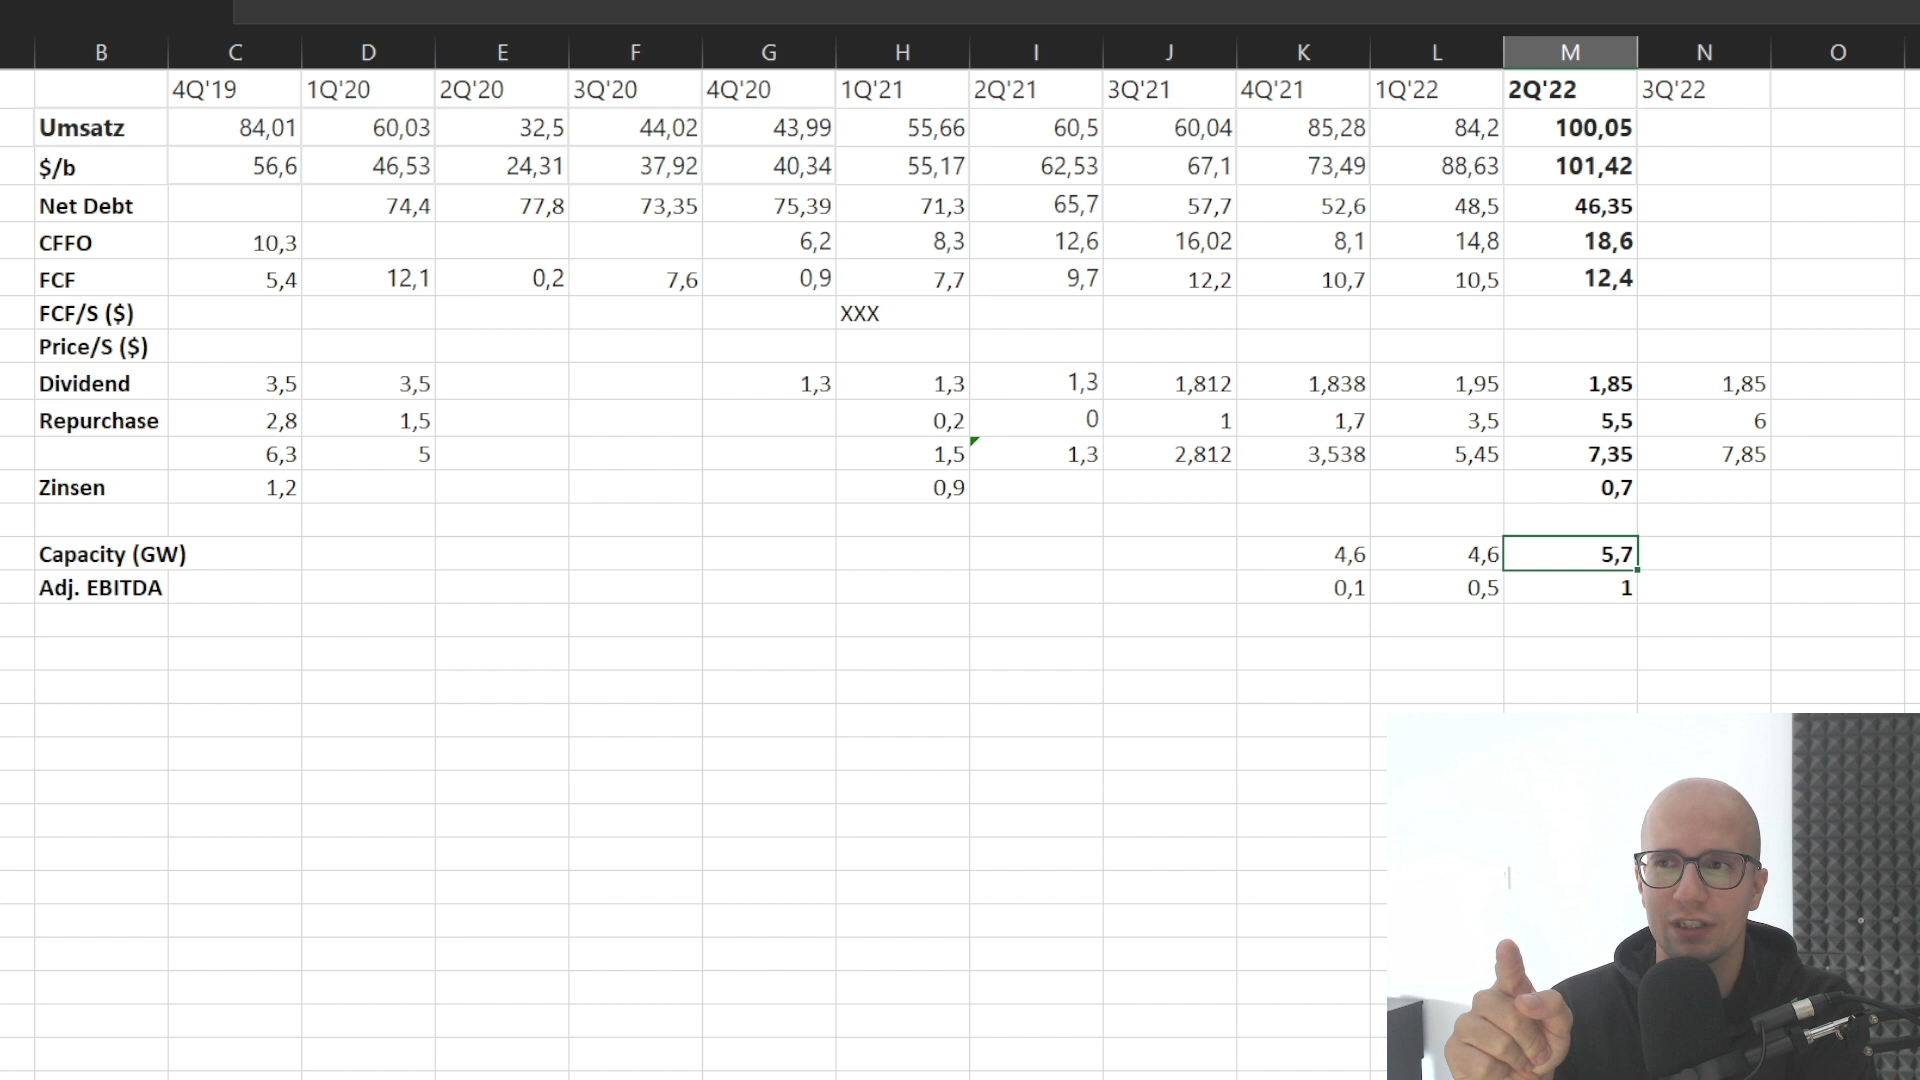 B C D E F G H I J K L M N O
4Q'19 1Q'20 2Q'20 3Q'20 4Q'20 1Q'21 2Q'21 3Q'21 4Q'21 1Q'22 2Q'22 3Q'22
Umsatz 84,01 60,03 32,5 44,02 43,99 55,66 60,5 60,04 85,28 84,2 100,05
$/b 56,6 46,53 24,31 37,92 40,34 55,17 62,53 67,1 73,49 88,63 101,42
Net Debt 74,4 77,8 73,35 75,39 71,3 65,7 57,7 52,6 48,5 46,35
CFFO 10,3 6,2 8,3 12,6 16,02 8,1 14,8 18,6
FCF 5,4 12,1 0,2 7,6 0,9 7,7 9,7 12,2 10,7 10,5 12,4
FCF/S ($) XXX
Price/S ($)
Dividend 3,5 3,5 1,3 1,3 1,3 1,812 1,838 1,95 1,85 1,85
Repurchase 2,8 1,5 0,2 0 1 1,7 3,5 5,5 6
6,3 5 1,5 1,3 2,812 3,538 5,45 7,35 7,85
Zinsen 1,2 0,9 0,7
Capacity (GW) 4,6 4,6 5,7
Adj. EBITDA 0,1 0,5 1